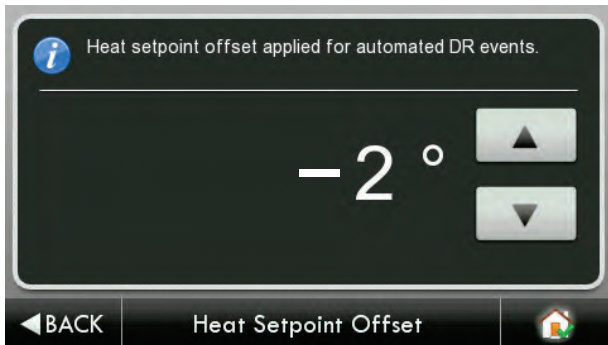 Heat setpoint offset applied for automated DR events.
−2°
BACK
Heat Setpoint Offset